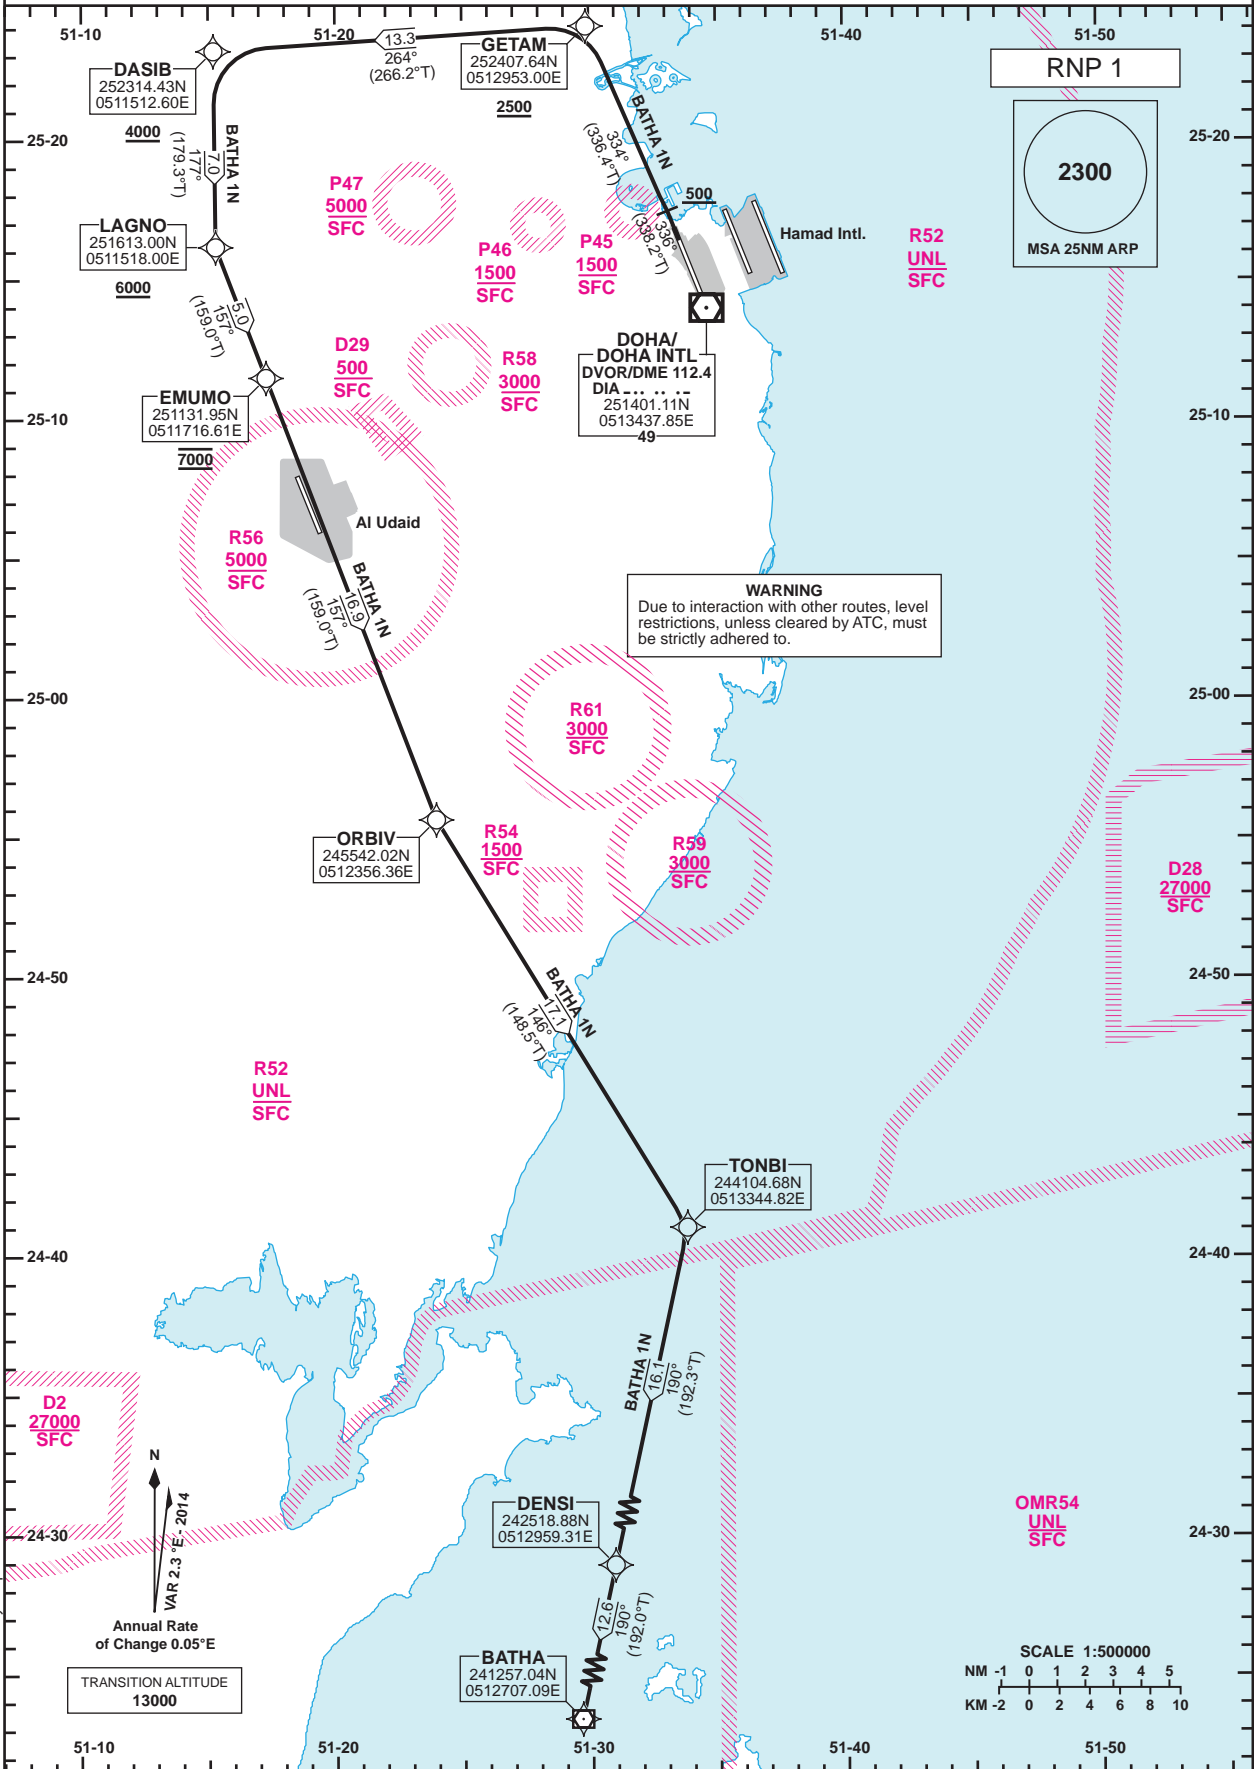 51-10
51-20
51-40
51-50
RNP 1
2300
MSA 25NM ARP
DASIB
252314.43N
0511512.60E
4000
13.3
264°
(266.2°T)
GETAM
252407.64N
0512953.00E
2500
BATHA 1N
334°
(336.4°T)
500
336°
(338.2°T)
25-20
25-20
BATHA 1N
7.0
177°
(179.3°T)
P47
5000
SFC
P46
1500
SFC
P45
1500
SFC
Hamad Intl.
R52
UNL
SFC
LAGNO
251613.00N
0511518.00E
6000
5.0
157°
(159.0°T)
D29
500
SFC
R58
3000
SFC
DOHA/
DOHA INTL
DVOR/DME 112.4
DIA
251401.11N
0513437.85E
49
EMUMO
251131.95N
0511716.61E
7000
25-10
25-10
Al Udaid
R56
5000
SFC
BATHA 1N
16.9
157°
(159.0°T)
WARNING
Due to interaction with other routes, level
restrictions, unless cleared by ATC, must
be strictly adhered to.
25-00
25-00
R61
3000
SFC
ORBIV
245542.02N
0512356.36E
R54
1500
SFC
R59
3000
SFC
D28
27000
SFC
24-50
24-50
BATHA 1N
17.1
146°
(148.5°T)
R52
UNL
SFC
TONBI
244104.68N
0513344.82E
24-40
24-40
BATHA 1N
16.1
190°
(192.3°T)
D2
27000
SFC
N
VAR 2.3 °E - 2014
Annual Rate
of Change 0.05°E
DENSI
242518.88N
0512959.31E
OMR54
UNL
SFC
24-30
24-30
12.6
190°
(192.0°T)
BATHA
241257.04N
0512707.09E
TRANSITION ALTITUDE
13000
SCALE 1:500000
NM -1 0 1 2 3 4 5
KM -2 0 2 4 6 8 10
51-10
51-20
51-30
51-40
51-50